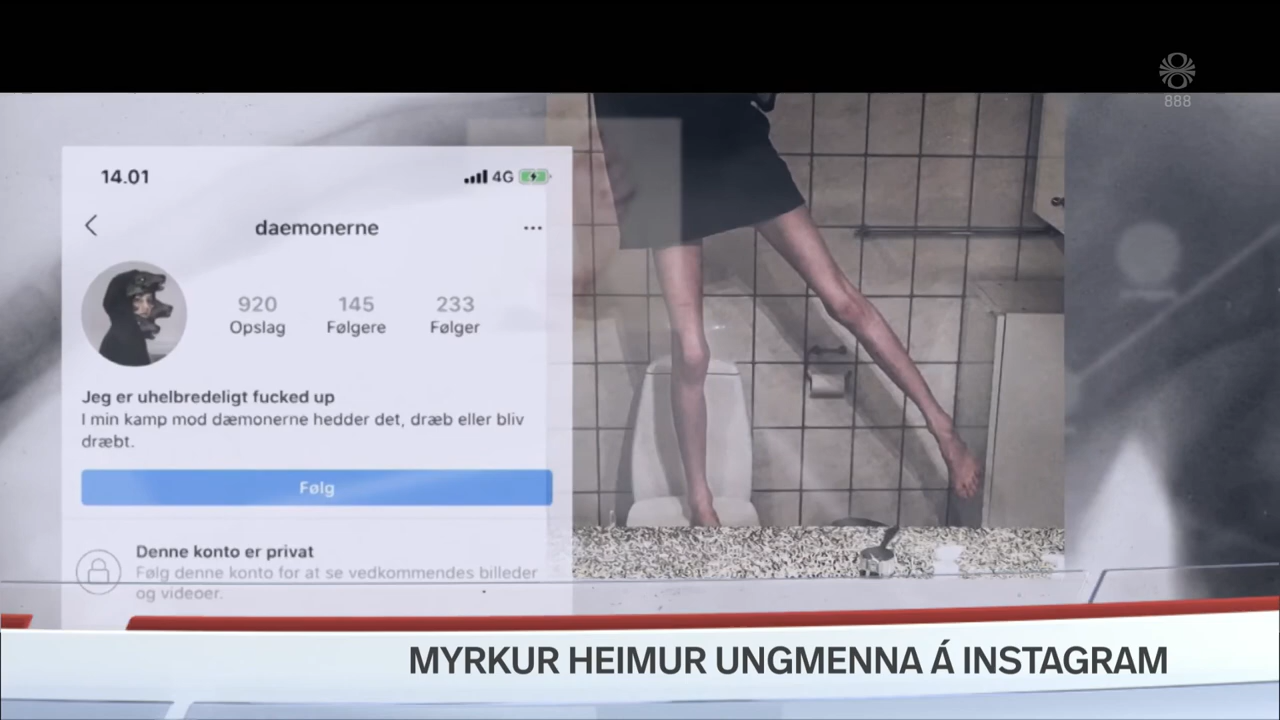 888
14.01
4G
daemonerne
920
145
233
Opslag
Følgere
Følger
Jeg er uhelbredeligt fucked up
I min kamp mod dæmonerne hedder det, dræb eller bliv
dræbt.
Følg
Denne konto er privat
Følg denne konto for at se vedkommendes billeder
og videoer.
MYRKUR HEIMUR UNGMENNA Á INSTAGRAM